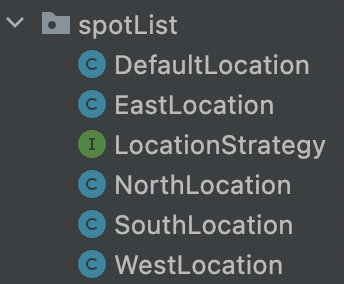 spotList
C DefaultLocation
C EastLocation
I LocationStrategy
C NorthLocation
C SouthLocation
C WestLocation